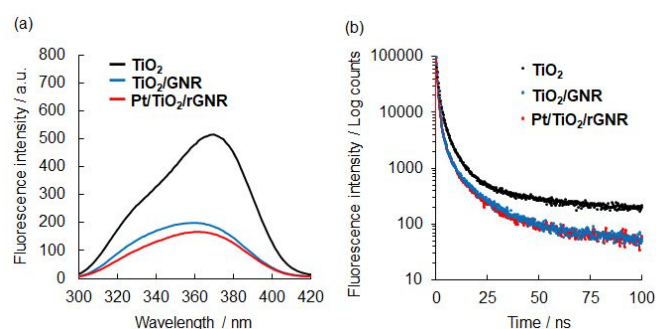 (a)
Fluorescence intensity / a.u.
800
700
600
500
400
300
200
100
0
TiO2
TiO2/GNR
Pt/TiO2/rGNR
300 320 340 360 380 400 420
Wavelength / nm
(b)
Fluorescence intensity / Log counts
100000
10000
1000
100
10
TiO2
TiO2/GNR
Pt/TiO2/rGNR
0 25 50 75 100
Time / ns